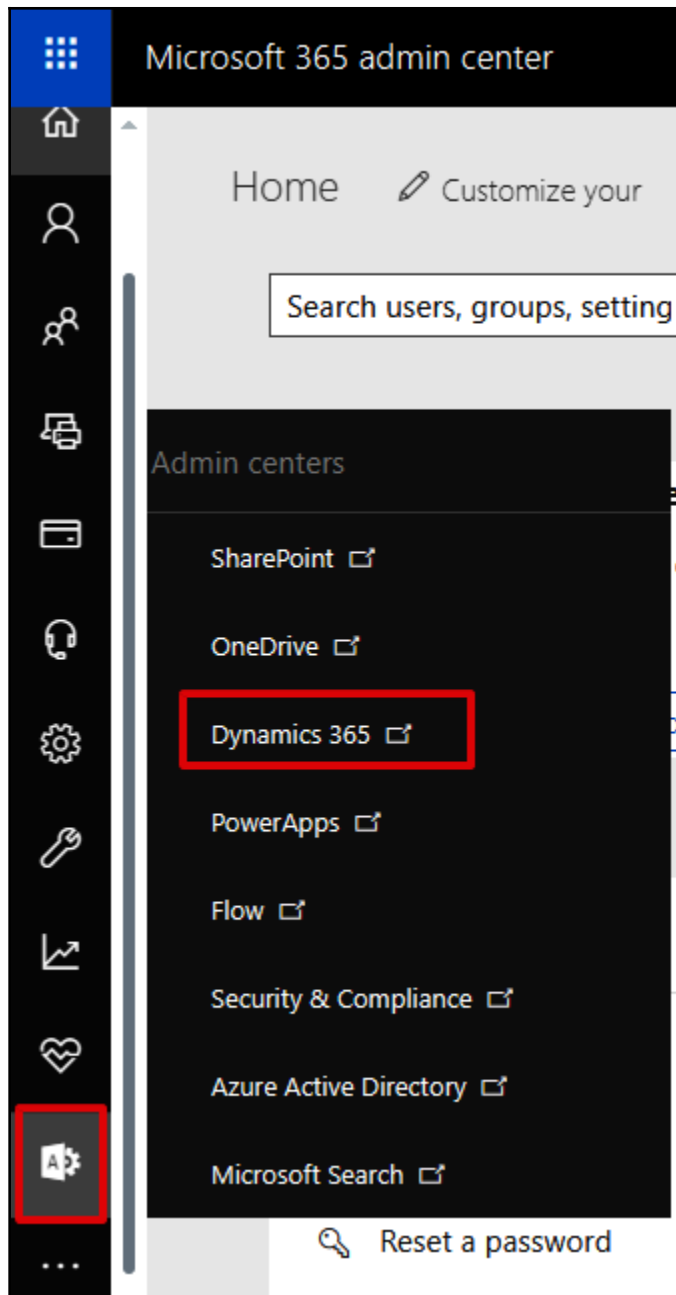 Microsoft 365 admin center
Home Customize your
Search users, groups, setting
Admin centers
SharePoint
OneDrive
Dynamics 365
PowerApps
Flow
Security & Compliance
Azure Active Directory
Microsoft Search
Reset a password